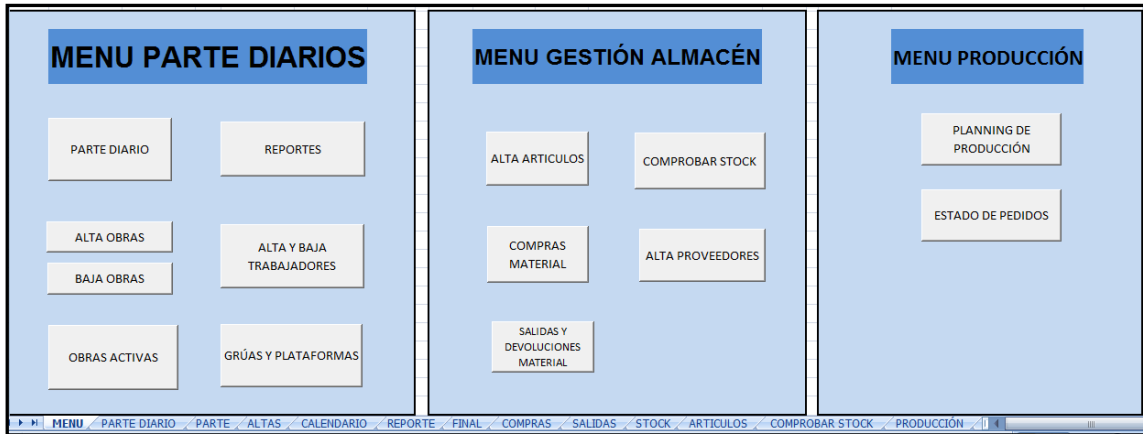 MENU PARTE DIARIOS
PARTE DIARIO
REPORTES
ALTA OBRAS
BAJA OBRAS
ALTA Y BAJA
TRABAJADORES
OBRAS ACTIVAS
GRÚAS Y PLATAFORMAS
MENU GESTIÓN ALMACÉN
ALTA ARTICULOS
COMPROBAR STOCK
COMPRAS
MATERIAL
ALTA PROVEEDORES
SALIDAS Y
DEVOLUCIONES
MATERIAL
MENU PRODUCCIÓN
PLANNING DE
PRODUCCIÓN
ESTADO DE PEDIDOS
MENU PARTE DIARIO PARTE ALTAS CALENDARIO REPORTE FINAL COMPRAS SALIDAS STOCK ARTICULOS COMPROBAR STOCK PRODUCCIÓN